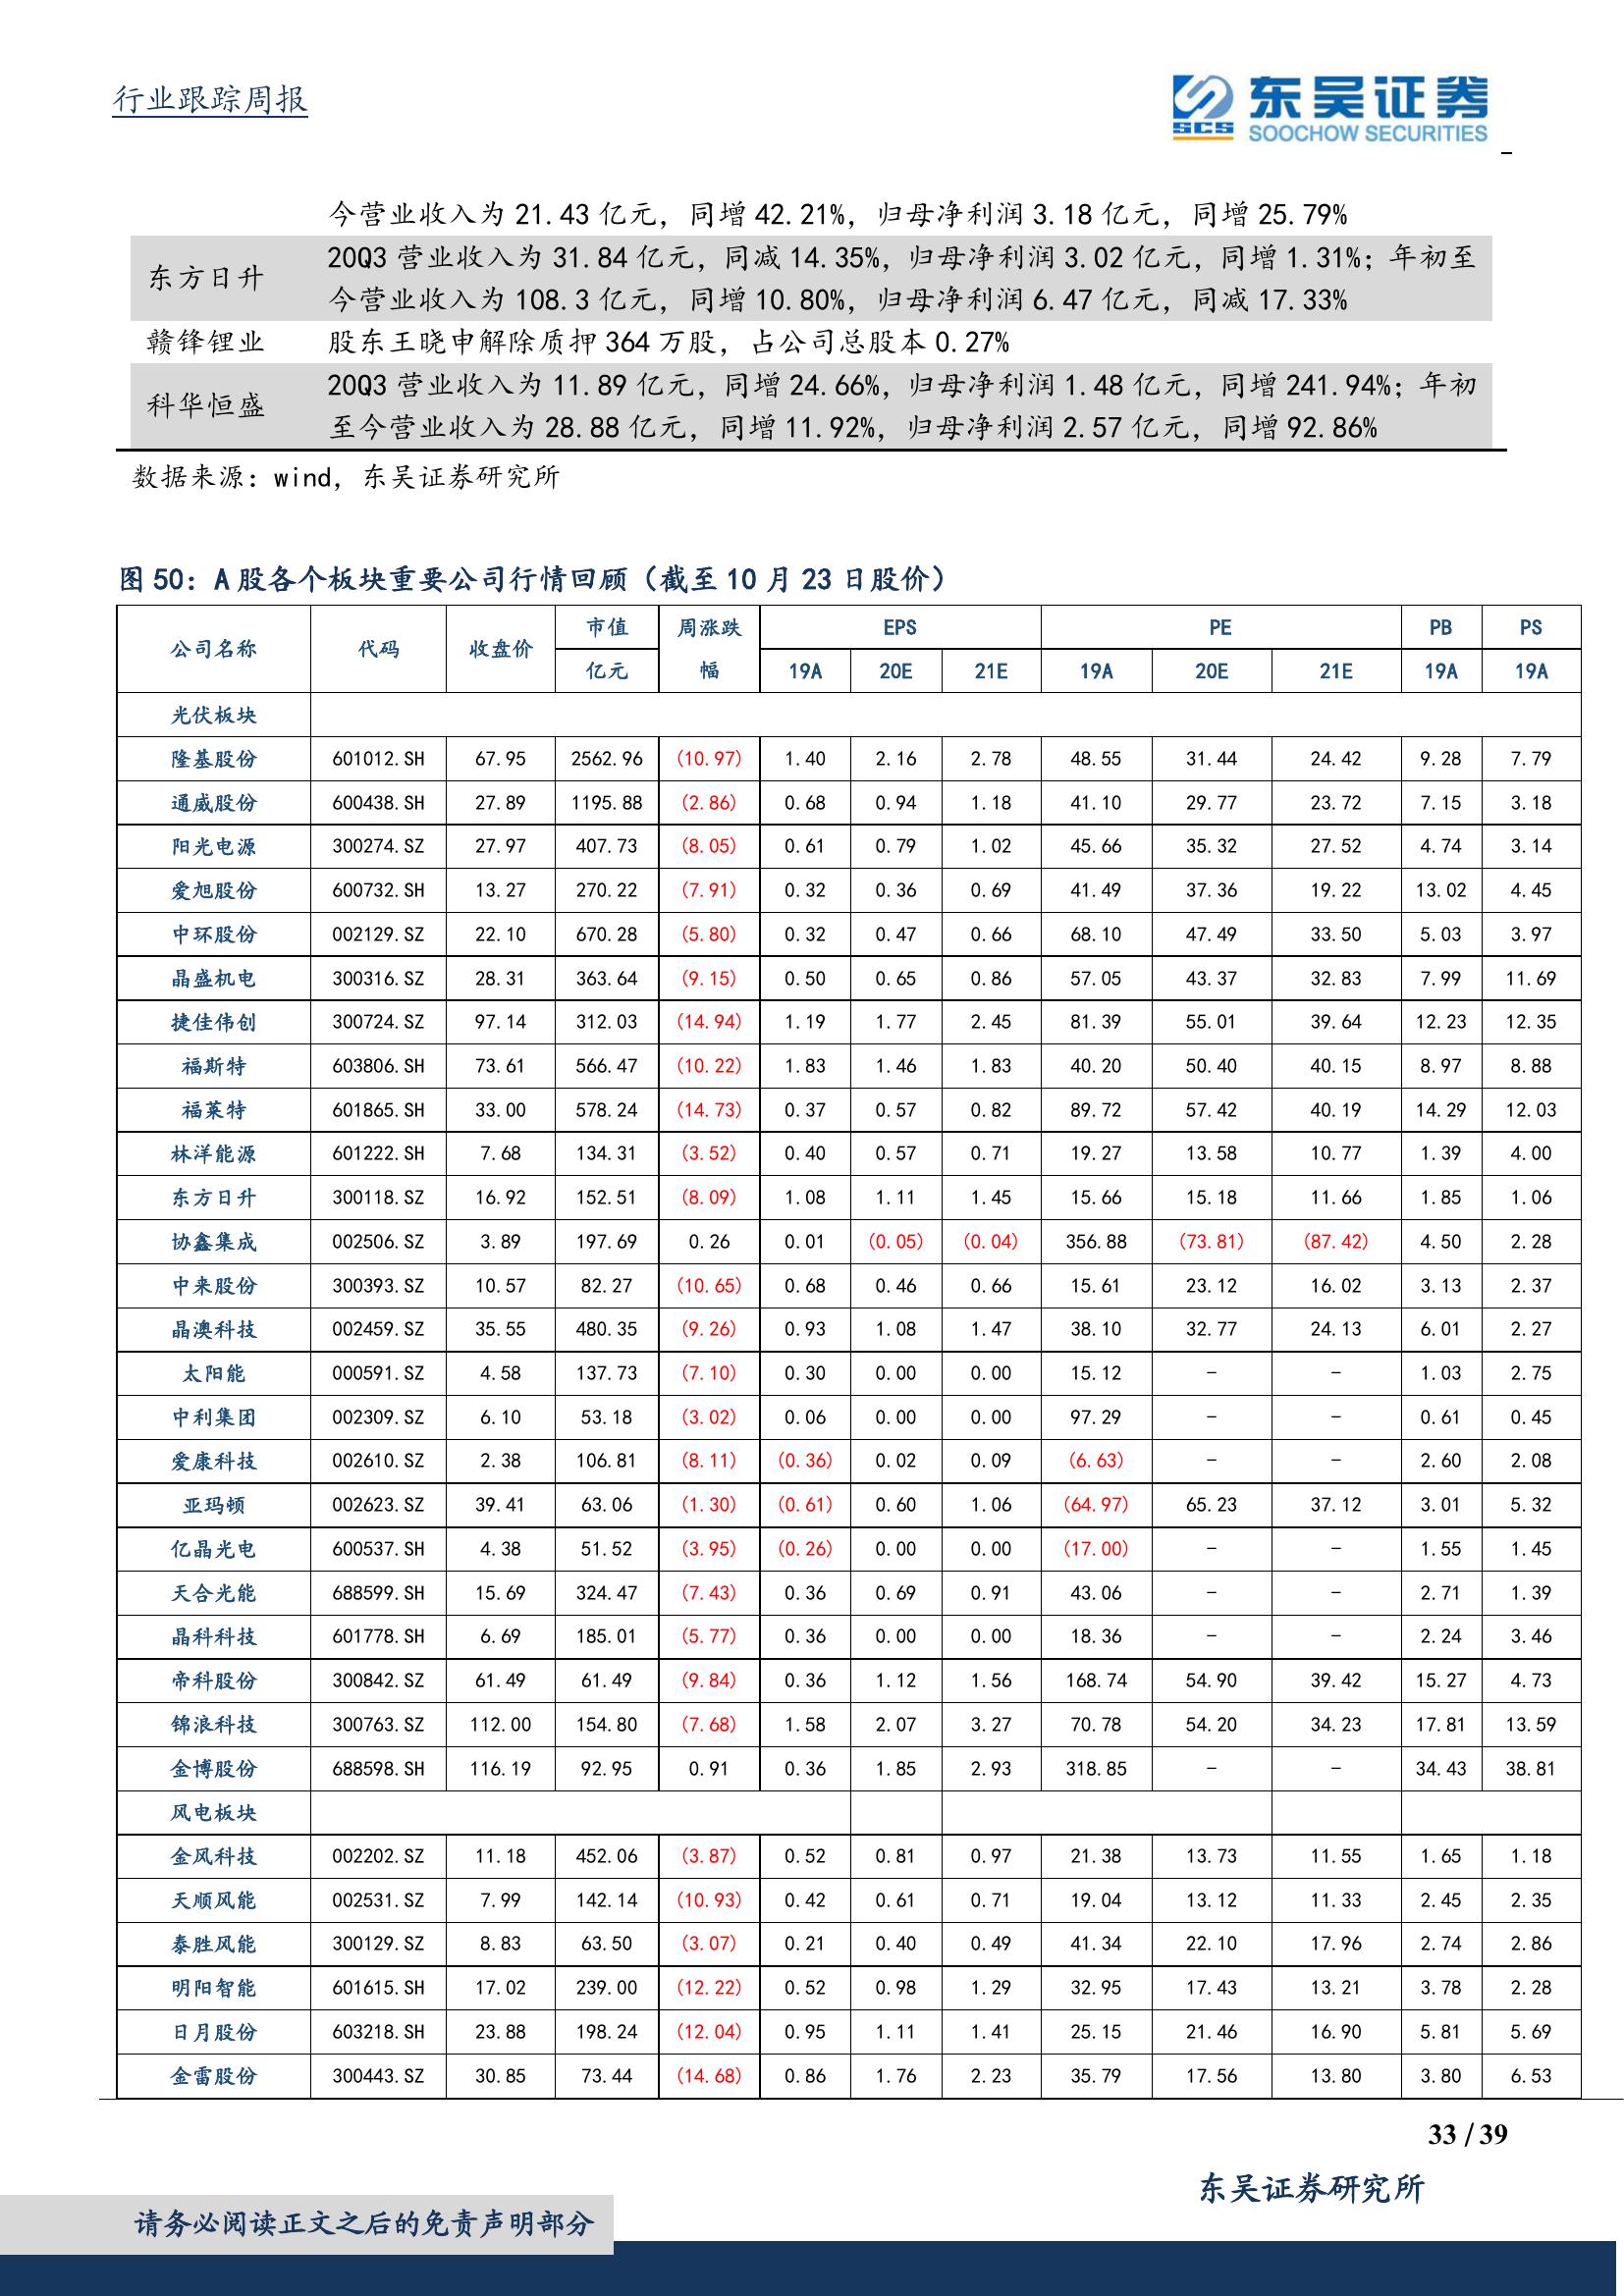 行业跟踪周报
东吴证券
SCS SOOCHOW SECURITIES
今营业收入为 21.43 亿元，同增 42.21%，归母净利润 3.18 亿元，同增 25.79%
东方日升
20Q3 营业收入为 31.84 亿元，同减 14.35%，归母净利润 3.02 亿元，同增 1.31%；年初至
今营业收入为 108.3 亿元，同增 10.80%，归母净利润 6.47 亿元，同减 17.33%
赣锋锂业 股东王晓申解除质押 364 万股，占公司总股本 0.27%
科华恒盛
20Q3 营业收入为 11.89 亿元，同增 24.66%，归母净利润 1.48 亿元，同增 241.94%；年初
至今营业收入为 28.88 亿元，同增 11.92%，归母净利润 2.57 亿元，同增 92.86%
数据来源：wind，东吴证券研究所
图 50：A 股各个板块重要公司行情回顾（截至 10 月 23 日股价）
公司名称 代码 收盘价 市值 周涨跌 EPS PE PB PS
亿元 幅 19A 20E 21E 19A 20E 21E 19A 19A
光伏板块
隆基股份 601012.SH 67.95 2562.96 (10.97) 1.40 2.16 2.78 48.55 31.44 24.42 9.28 7.79
通威股份 600438.SH 27.89 1195.88 (2.86) 0.68 0.94 1.18 41.10 29.77 23.72 7.15 3.18
阳光电源 300274.SZ 27.97 407.73 (8.05) 0.61 0.79 1.02 45.66 35.32 27.52 4.74 3.14
爱旭股份 600732.SH 13.27 270.22 (7.91) 0.32 0.36 0.69 41.49 37.36 19.22 13.02 4.45
中环股份 002129.SZ 22.10 670.28 (5.80) 0.32 0.47 0.66 68.10 47.49 33.50 5.03 3.97
晶盛机电 300316.SZ 28.31 363.64 (9.15) 0.50 0.65 0.86 57.05 43.37 32.83 7.99 11.69
捷佳伟创 300724.SZ 97.14 312.03 (14.94) 1.19 1.77 2.45 81.39 55.01 39.64 12.23 12.35
福斯特 603806.SH 73.61 566.47 (10.22) 1.83 1.46 1.83 40.20 50.40 40.15 8.97 8.88
福莱特 601865.SH 33.00 578.24 (14.73) 0.37 0.57 0.82 89.72 57.42 40.19 14.29 12.03
林洋能源 601222.SH 7.68 134.31 (3.52) 0.40 0.57 0.71 19.27 13.58 10.77 1.39 4.00
东方日升 300118.SZ 16.92 152.51 (8.09) 1.08 1.11 1.45 15.66 15.18 11.66 1.85 1.06
协鑫集成 002506.SZ 3.89 197.69 0.26 0.01 (0.05) (0.04) 356.88 (73.81) (87.42) 4.50 2.28
中来股份 300393.SZ 10.57 82.27 (10.65) 0.68 0.46 0.66 15.61 23.12 16.02 3.13 2.37
晶澳科技 002459.SZ 35.55 480.35 (9.26) 0.93 1.08 1.47 38.10 32.77 24.13 6.01 2.27
太阳能 000591.SZ 4.58 137.73 (7.10) 0.30 0.00 0.00 15.12 - - 1.03 2.75
中利集团 002309.SZ 6.10 53.18 (3.02) 0.06 0.00 0.00 97.29 - - 0.61 0.45
爱康科技 002610.SZ 2.38 106.81 (8.11) (0.36) 0.02 0.09 (6.63) - - 2.60 2.08
亚玛顿 002623.SZ 39.41 63.06 (1.30) (0.61) 0.60 1.06 (64.97) 65.23 37.12 3.01 5.32
亿晶光电 600537.SH 4.38 51.52 (3.95) (0.26) 0.00 0.00 (17.00) - - 1.55 1.45
天合光能 688599.SH 15.69 324.47 (7.43) 0.36 0.69 0.91 43.06 - - 2.71 1.39
晶科科技 601778.SH 6.69 185.01 (5.77) 0.36 0.00 0.00 18.36 - - 2.24 3.46
帝科股份 300842.SZ 61.49 61.49 (9.84) 0.36 1.12 1.56 168.74 54.90 39.42 15.27 4.73
锦浪科技 300763.SZ 112.00 154.80 (7.68) 1.58 2.07 3.27 70.78 54.20 34.23 17.81 13.59
金博股份 688598.SH 116.19 92.95 0.91 0.36 1.85 2.93 318.85 - - 34.43 38.81
风电板块
金风科技 002202.SZ 11.18 452.06 (3.87) 0.52 0.81 0.97 21.38 13.73 11.55 1.65 1.18
天顺风能 002531.SZ 7.99 142.14 (10.93) 0.42 0.61 0.71 19.04 13.12 11.33 2.45 2.35
泰胜风能 300129.SZ 8.83 63.50 (3.07) 0.21 0.40 0.49 41.34 22.10 17.96 2.74 2.86
明阳智能 601615.SH 17.02 239.00 (12.22) 0.52 0.98 1.29 32.95 17.43 13.21 3.78 2.28
日月股份 603218.SH 23.88 198.24 (12.04) 0.95 1.11 1.41 25.15 21.46 16.90 5.81 5.69
金雷股份 300443.SZ 30.85 73.44 (14.68) 0.86 1.76 2.23 35.79 17.56 13.80 3.80 6.53
33 / 39
东吴证券研究所
请务必阅读正文之后的免责声明部分